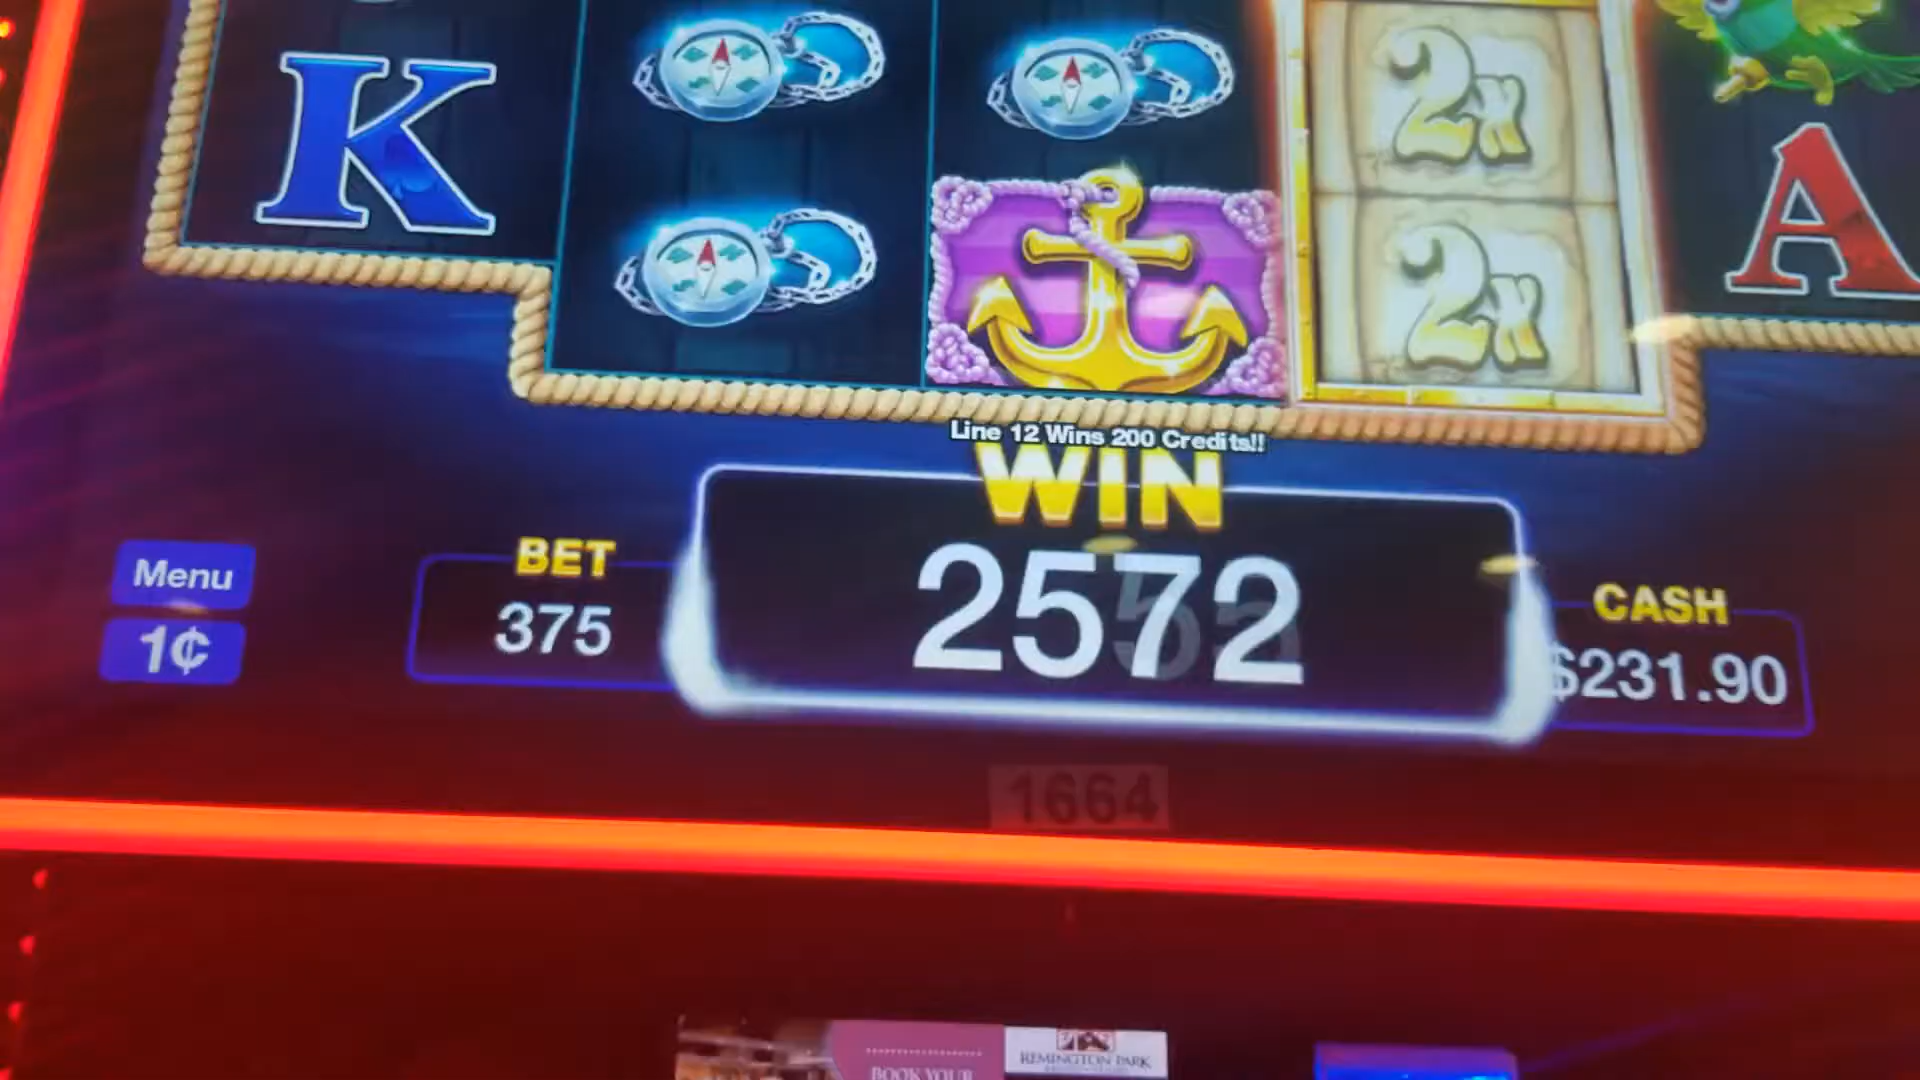 K
2x
2x
A
Line 12 Wins 200 Credits!!
WIN
2572
BET
375
Menu
1¢
CASH
$231.90
1664
BOOK YOUR
REMINGTON PARK